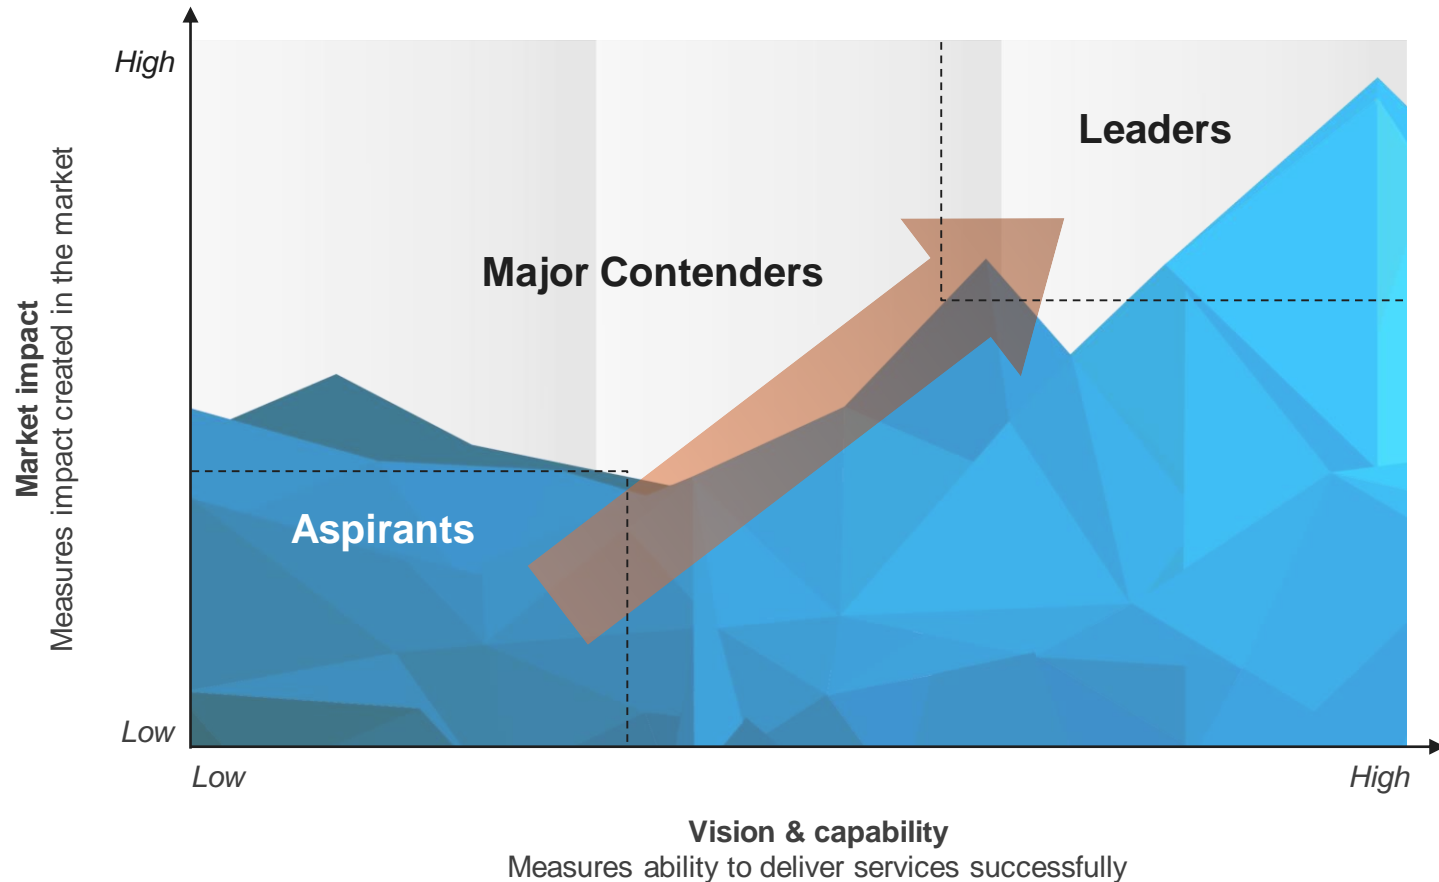 High
Leaders
Major Contenders
Market impact
Measures impact created in the market
Aspirants
Low
Low
High
Vision & capability
Measures ability to deliver services successfully